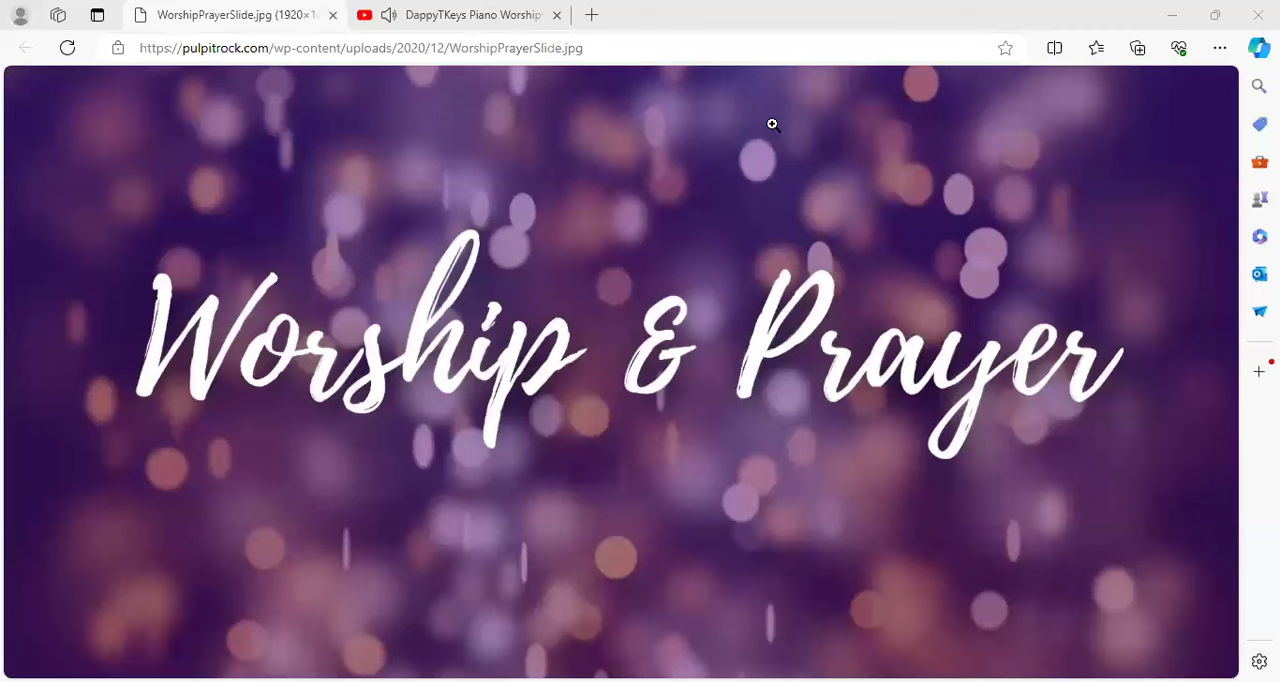 WorshipPrayerSlide.jpg (1920×1
DappyTKeys Piano Worship
https://pulpitrock.com/wp-content/uploads/2020/12/WorshipPrayerSlide.jpg
Worship & Prayer